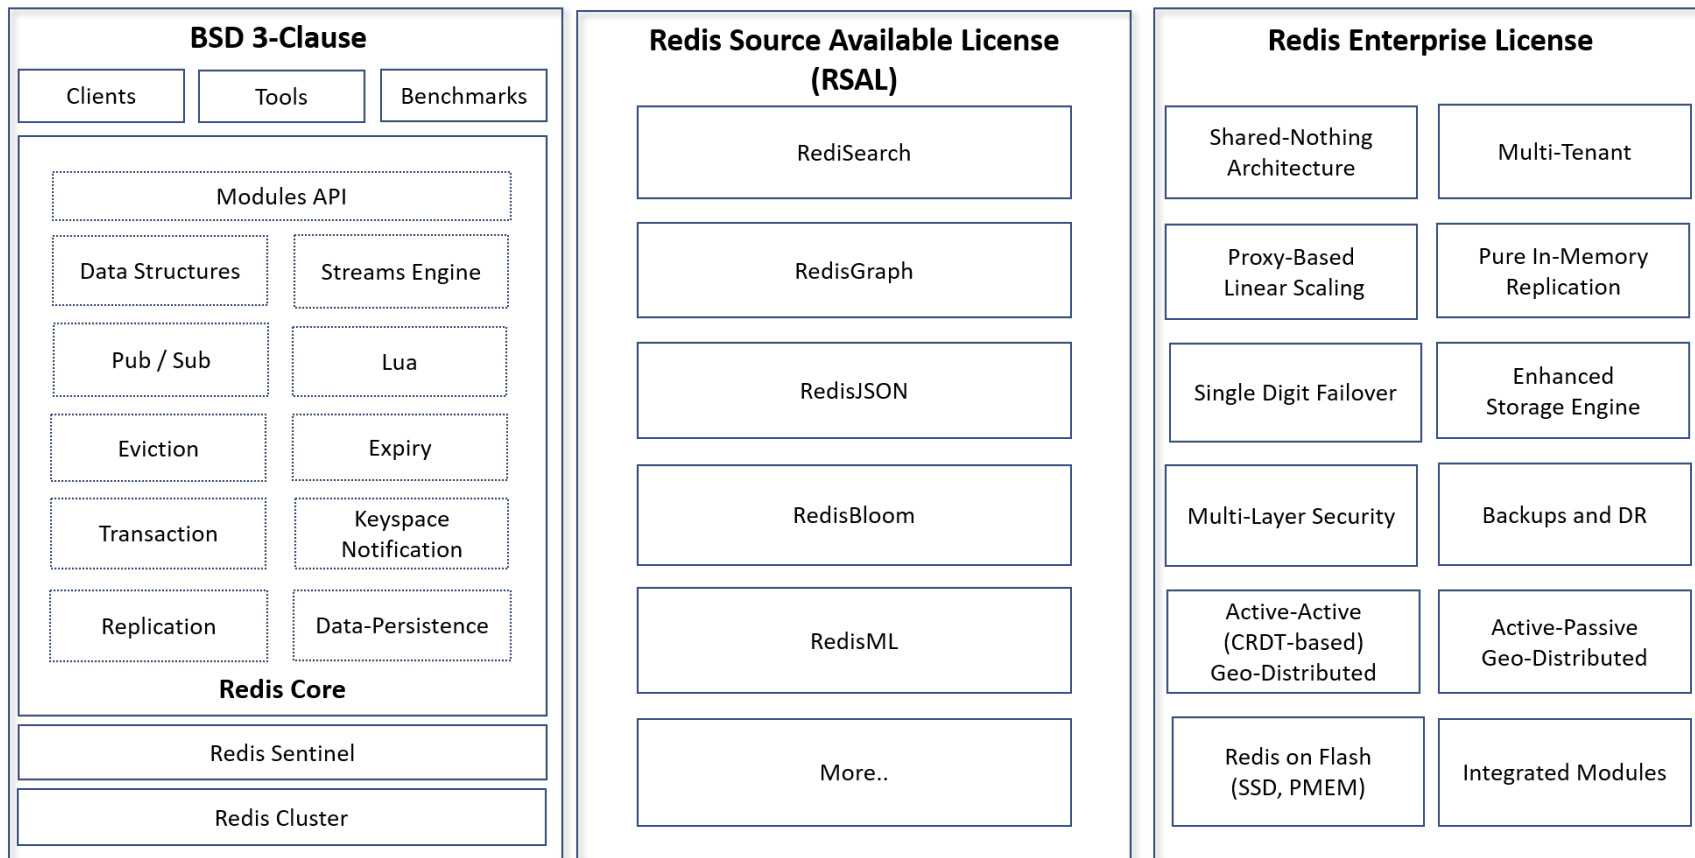 BSD 3-Clause
Clients
Tools
Benchmarks
Modules API
Data Structures
Streams Engine
Pub / Sub
Lua
Eviction
Expiry
Transaction
Keyspace
Notification
Replication
Data-Persistence
Redis Core
Redis Sentinel
Redis Cluster
Redis Source Available License
(RSAL)
RediSearch
RedisGraph
RedisJSON
RedisBloom
RedisML
More..
Redis Enterprise License
Shared-Nothing
Architecture
Multi-Tenant
Proxy-Based
Linear Scaling
Pure In-Memory
Replication
Single Digit Failover
Enhanced
Storage Engine
Multi-Layer Security
Backups and DR
Active-Active
(CRDT-based)
Geo-Distributed
Active-Passive
Geo-Distributed
Redis on Flash
(SSD, PMEM)
Integrated Modules